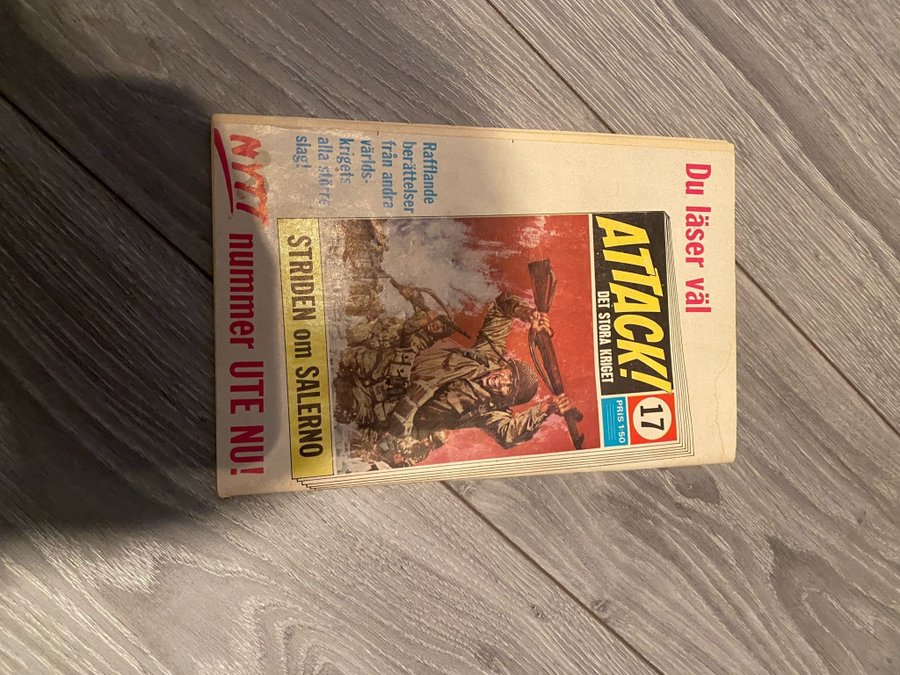 Du läser väl
ATTACK!
DET STORA KRIGET
17
PRIS 1:50
Rafflande
berättelser
från andra
världs-
krigets
alla större
slag!
STRIDEN om SALERNO
NYTT nummer UTE NU!